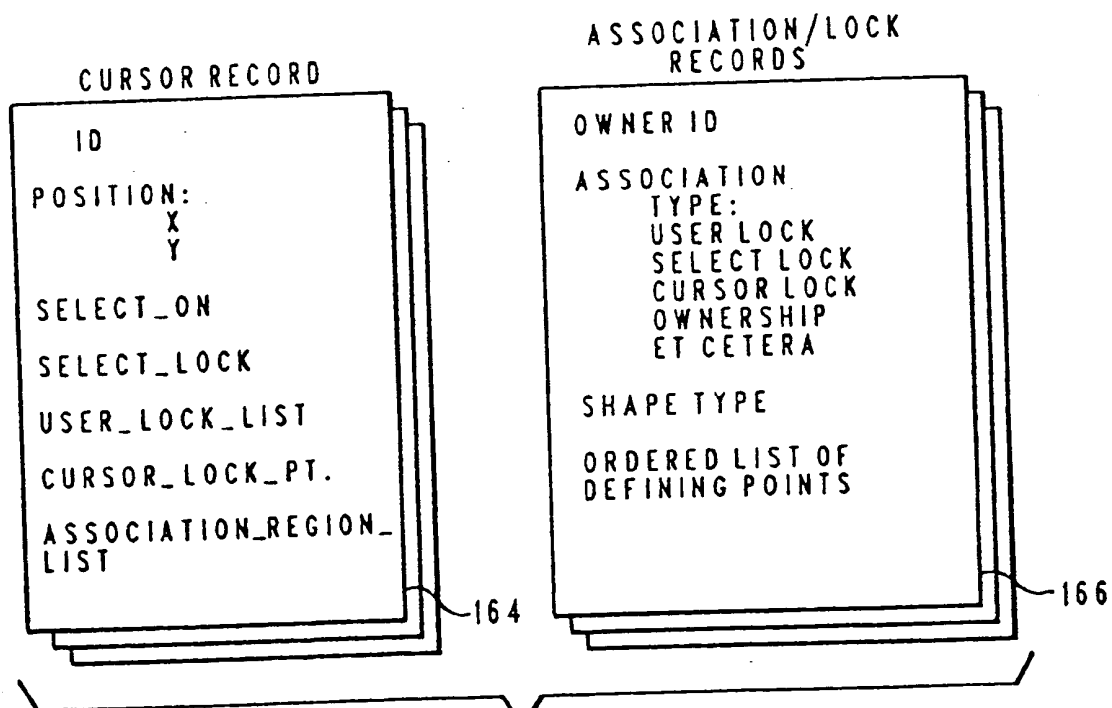 CURSOR RECORD
ID
POSITION:
X
Y
SELECT_ON
SELECT_LOCK
USER_LOCK_LIST
CURSOR_LOCK_PT.
ASSOCIATION_REGION_
LIST
164
ASSOCIATION/LOCK
RECORDS
OWNER ID
ASSOCIATION
TYPE:
USER LOCK
SELECT LOCK
CURSOR LOCK
OWNERSHIP
ET CETERA
SHAPE TYPE
ORDERED LIST OF
DEFINING POINTS
166